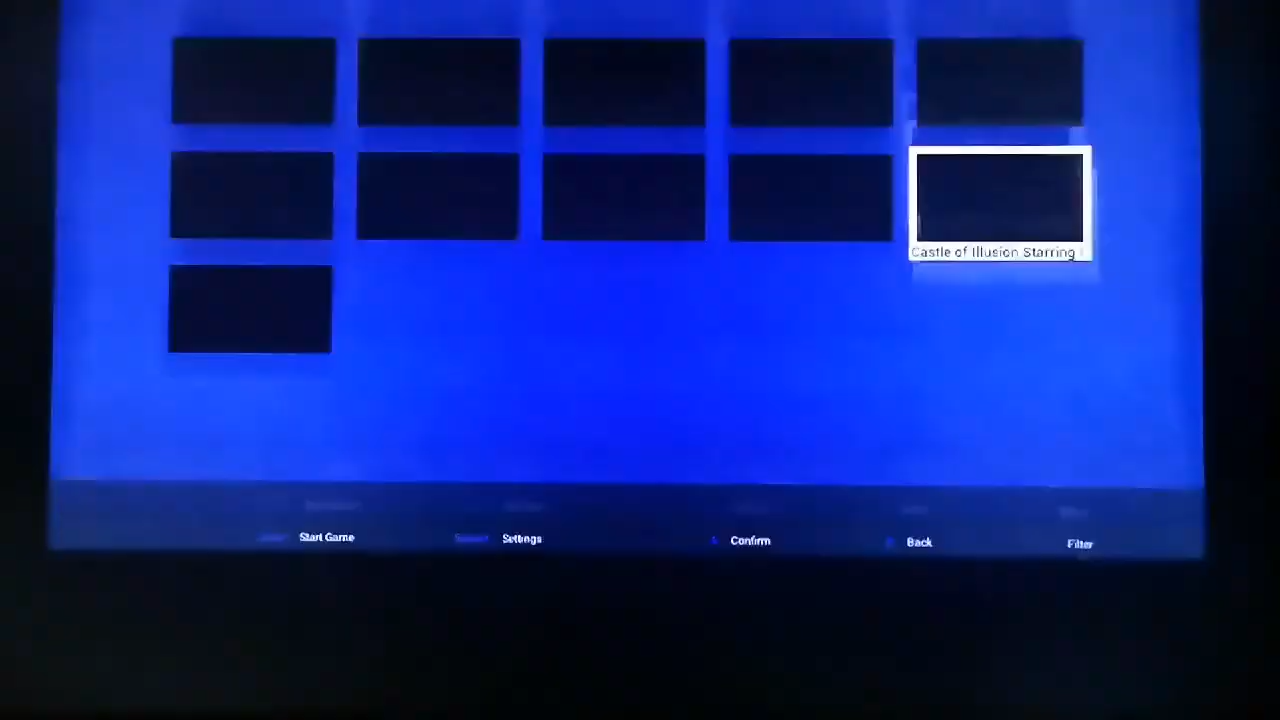 Castle of Illusion Starring
Start Game
Settings
Confirm
Back
Filter